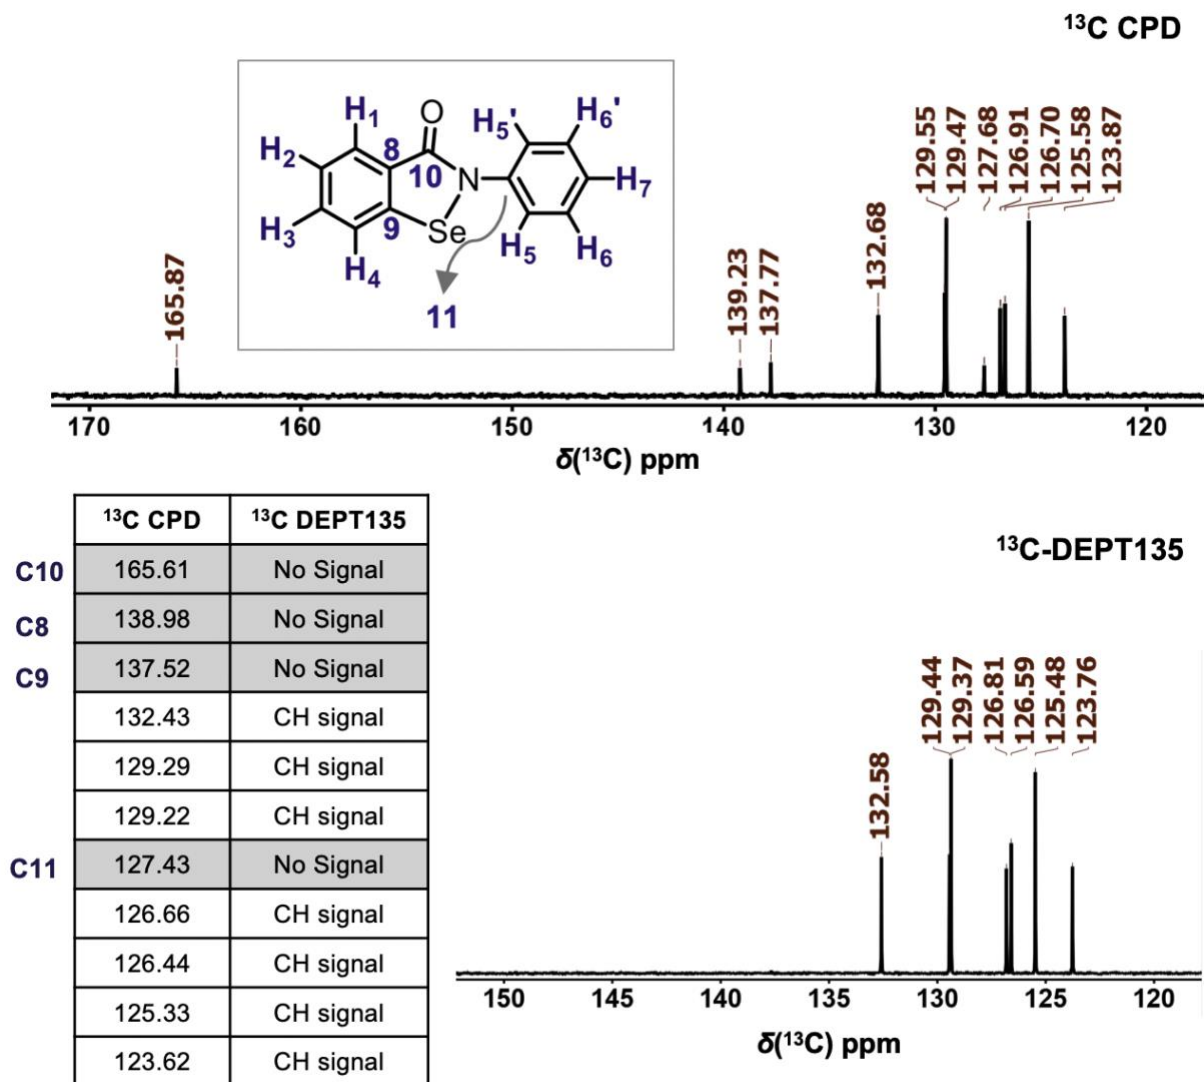 ¹³C CPD
H₁
O
H₅'
H₆'
H₂
8
10
N
H₇
H₃
9
Se
H₄
H₅
H₆
11
165.87
139.23
137.77
132.68
129.55
129.47
127.68
126.91
126.70
125.58
123.87
170 160 150 140 130 120
δ(¹³C) ppm
¹³C CPD ¹³C DEPT135
C10 165.61 No Signal
C8 138.98 No Signal
C9 137.52 No Signal
132.43 CH signal
129.29 CH signal
129.22 CH signal
C11 127.43 No Signal
126.66 CH signal
126.44 CH signal
125.33 CH signal
123.62 CH signal
¹³C-DEPT135
132.58
129.44
129.37
126.81
126.59
125.48
123.76
150 145 140 135 130 125 120
δ(¹³C) ppm